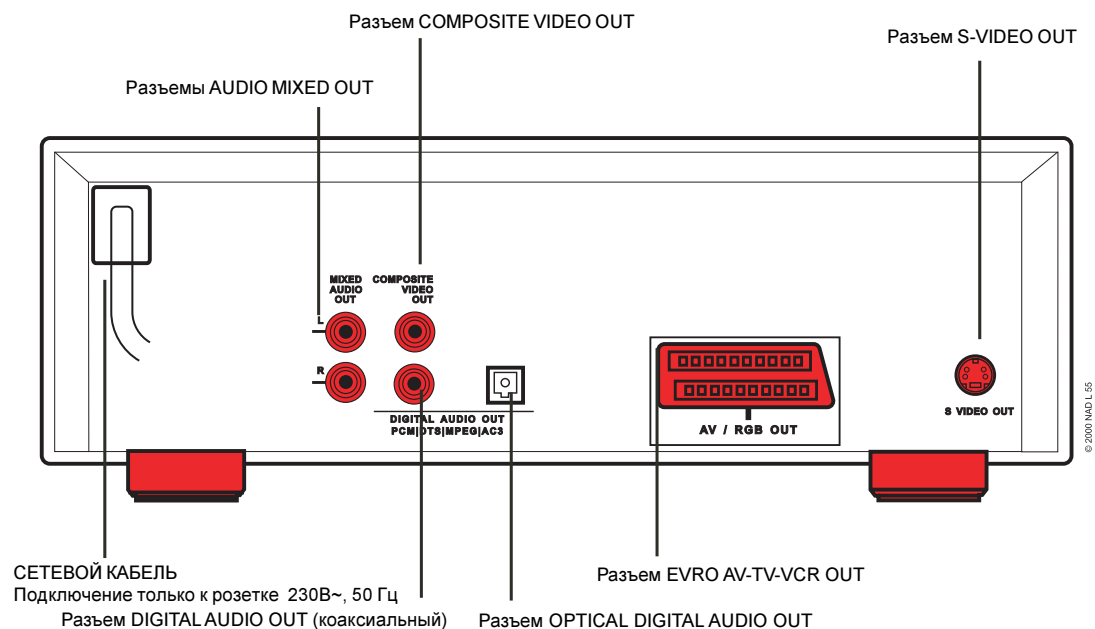 Разъем COMPOSITE VIDEO OUT
Разъем S-VIDEO OUT
Разъемы AUDIO MIXED OUT
MIXED
AUDIO
OUT
COMPOSITE
VIDEO
OUT
L
R
DIGITAL AUDIO OUT
PCM|DTS|MPEG|AC3
AV / RGB OUT
S VIDEO OUT
© 2000 NAD L 55
СЕТЕВОЙ КАБЕЛЬ
Подключение только к розетке 230В~, 50 Гц
Разъем EVRO AV-TV-VCR OUT
Разъем DIGITAL AUDIO OUT (коаксиальный)
Разъем OPTICAL DIGITAL AUDIO OUT